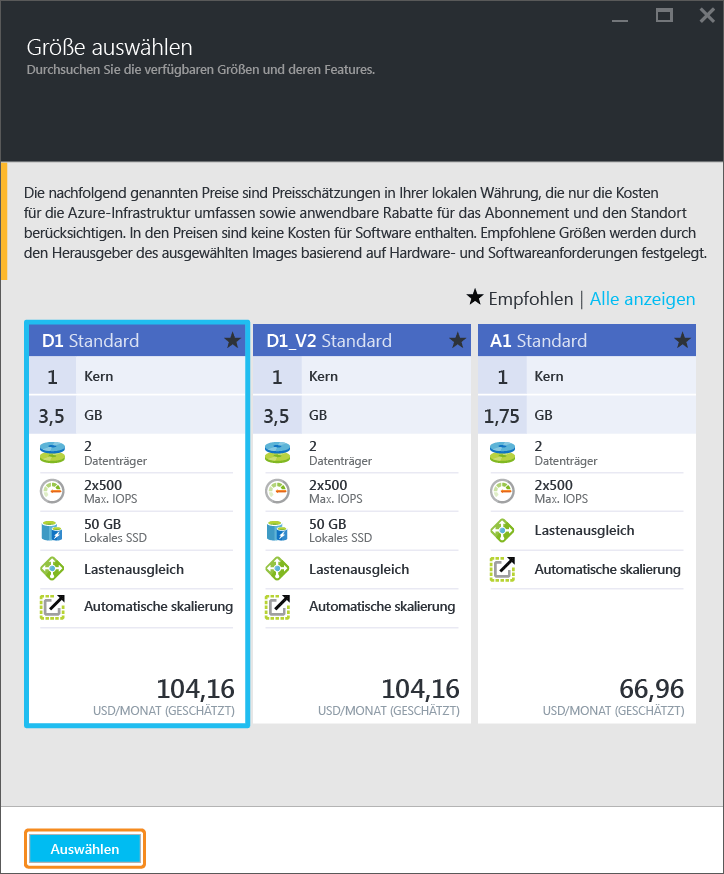 Größe auswählen
Durchsuchen Sie die verfügbaren Größen und deren Features.
Die nachfolgend genannten Preise sind Preisschätzungen in Ihrer lokalen Währung, die nur die Kosten
für die Azure-Infrastruktur umfassen sowie anwendbare Rabatte für das Abonnement und den Standort
berücksichtigen. In den Preisen sind keine Kosten für Software enthalten. Empfohlene Größen werden durch
den Herausgeber des ausgewählten Images basierend auf Hardware- und Softwareanforderungen festgelegt.
★ Empfohlen | Alle anzeigen
D1 Standard ★
1 Kern
3,5 GB
2
Datenträger
2x500
Max. IOPS
50 GB
Lokales SSD
Lastenausgleich
Automatische skalierung
104,16
USD/MONAT (GESCHÄTZT)
D1_V2 Standard ★
1 Kern
3,5 GB
2
Datenträger
2x500
Max. IOPS
50 GB
Lokales SSD
Lastenausgleich
Automatische skalierung
104,16
USD/MONAT (GESCHÄTZT)
A1 Standard ★
1 Kern
1,75 GB
2
Datenträger
2x500
Max. IOPS
Lastenausgleich
Automatische skalierung
66,96
USD/MONAT (GESCHÄTZT)
Auswählen